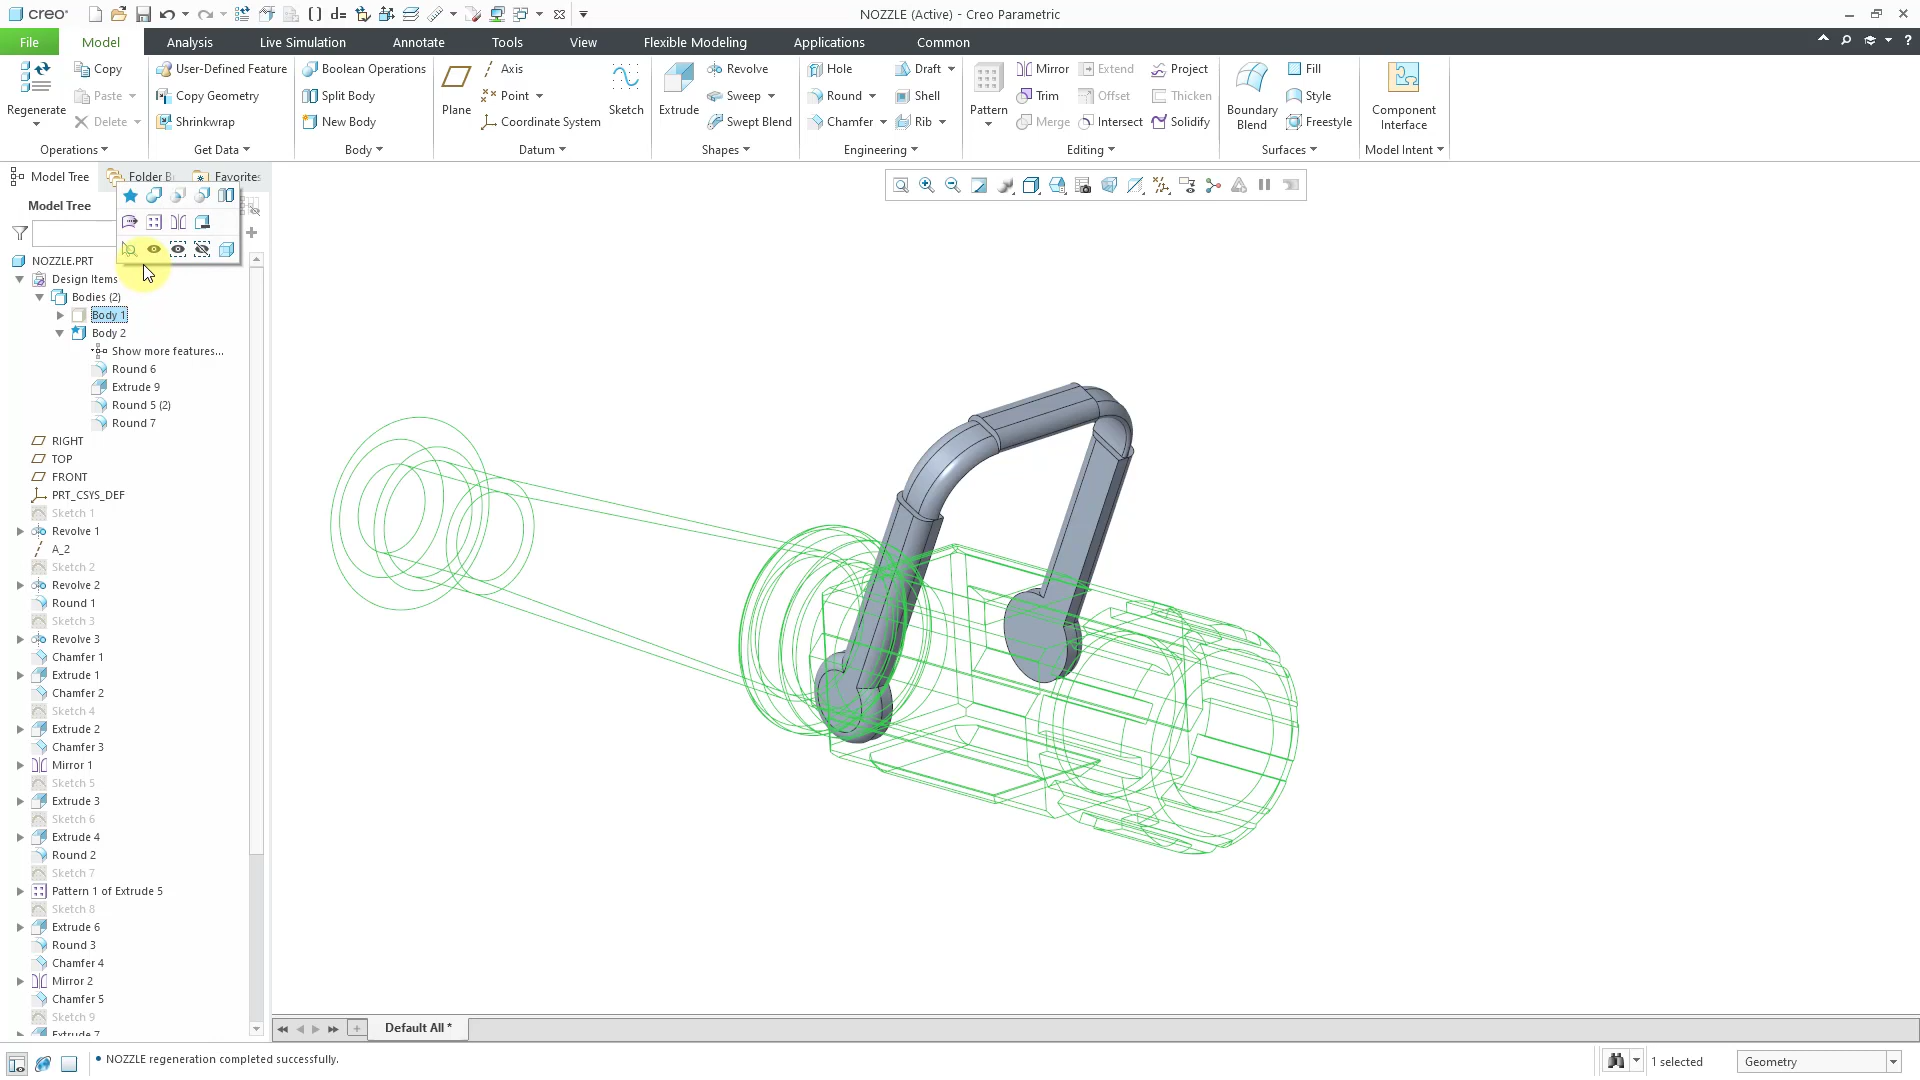 creo
d=
NOZZLE (Active) - Creo Parametric
File
Model
Analysis
Live Simulation
Annotate
Tools
View
Flexible Modeling
Applications
Common
Regenerate
Copy
Paste
Delete
Operations
User-Defined Feature
Copy Geometry
Shrinkwrap
Get Data
Boolean Operations
Split Body
New Body
Body
Plane
Axis
Point
Coordinate System
Sketch
Datum
Extrude
Revolve
Sweep
Swept Blend
Shapes
Hole
Round
Chamfer
Draft
Shell
Rib
Engineering
Pattern
Mirror
Trim
Merge
Extend
Offset
Intersect
Project
Thicken
Solidify
Editing
Boundary
Blend
Fill
Style
Freestyle
Surfaces
Component
Interface
Model Intent
Model Tree
Folder B
Favorites
Model Tree
NOZZLE.PRT
Design Items
Bodies (2)
Body 1
Body 2
Show more features...
Round 6
Extrude 9
Round 5 (2)
Round 7
RIGHT
TOP
FRONT
PRT_CSYS_DEF
Sketch 1
Revolve 1
A_2
Sketch 2
Revolve 2
Round 1
Sketch 3
Revolve 3
Chamfer 1
Extrude 1
Chamfer 2
Sketch 4
Extrude 2
Chamfer 3
Mirror 1
Sketch 5
Extrude 3
Sketch 6
Extrude 4
Round 2
Sketch 7
Pattern 1 of Extrude 5
Sketch 8
Extrude 6
Round 3
Chamfer 4
Mirror 2
Chamfer 5
Sketch 9
Extrude 7
Default All *
NOZZLE regeneration completed successfully.
1 selected
Geometry